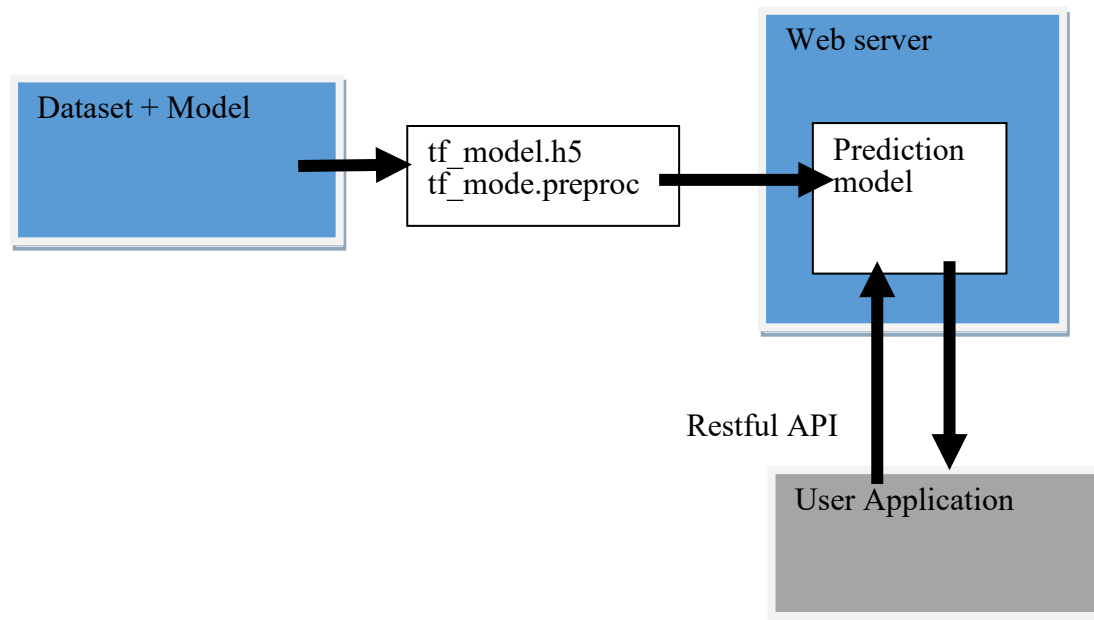 Web server
Dataset + Model
tf_model.h5
tf_mode.preproc
Prediction
model
Restful API
User Application